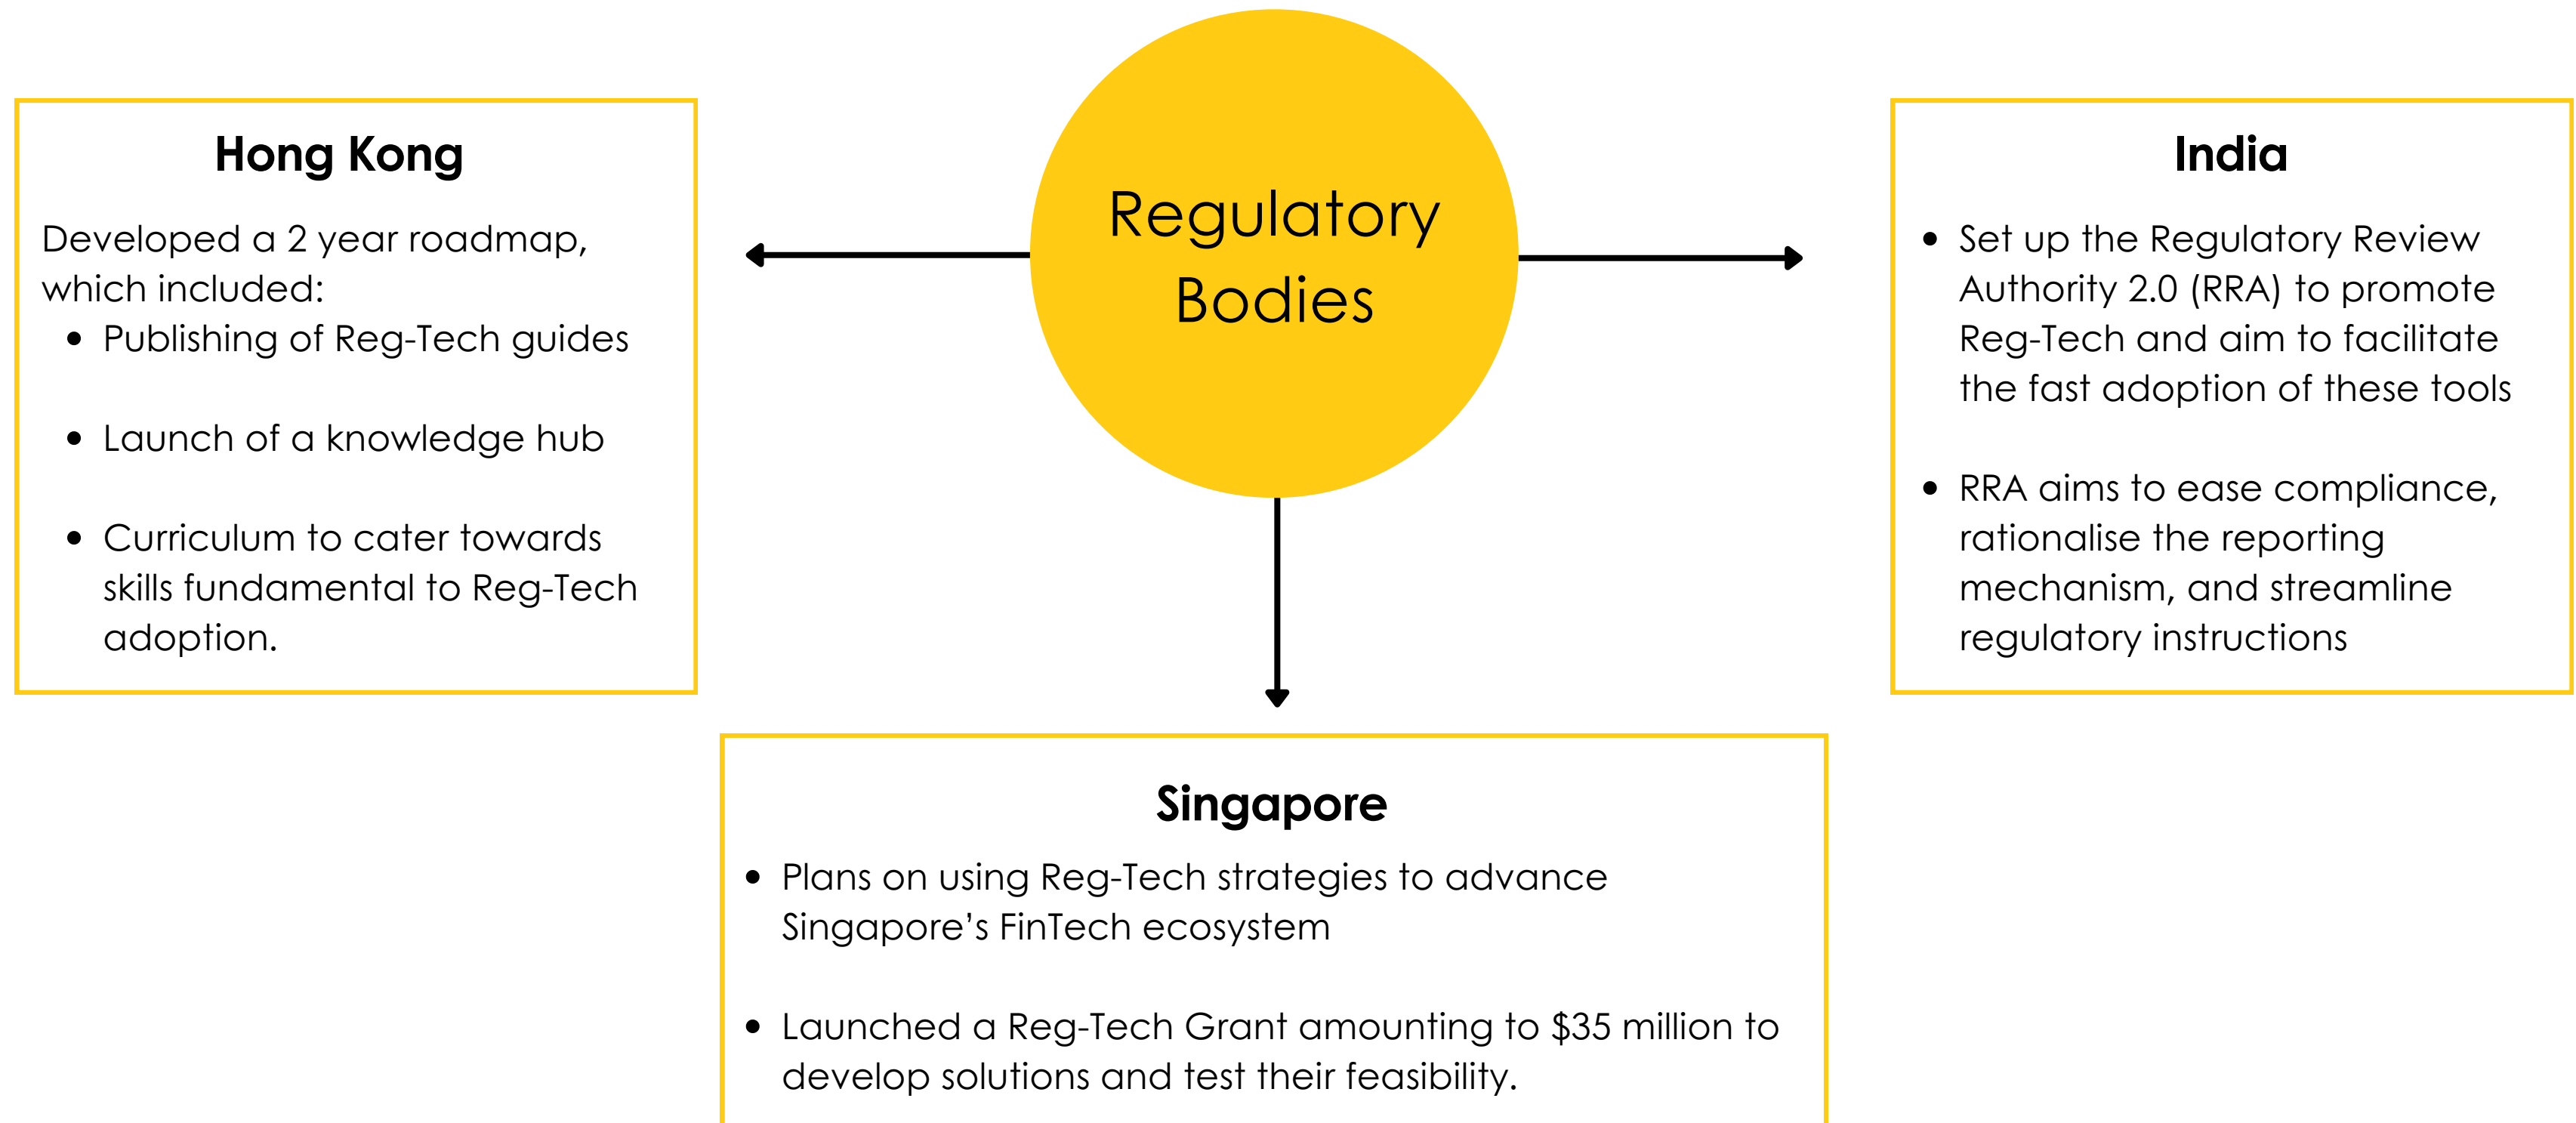 Regulatory
Bodies
Hong Kong
Developed a 2 year roadmap,
which included:
• Publishing of Reg-Tech guides
• Launch of a knowledge hub
• Curriculum to cater towards
skills fundamental to Reg-Tech
adoption.
India
• Set up the Regulatory Review
Authority 2.0 (RRA) to promote
Reg-Tech and aim to facilitate
the fast adoption of these tools
• RRA aims to ease compliance,
rationalise the reporting
mechanism, and streamline
regulatory instructions
Singapore
• Plans on using Reg-Tech strategies to advance
Singapore’s FinTech ecosystem
• Launched a Reg-Tech Grant amounting to $35 million to
develop solutions and test their feasibility.